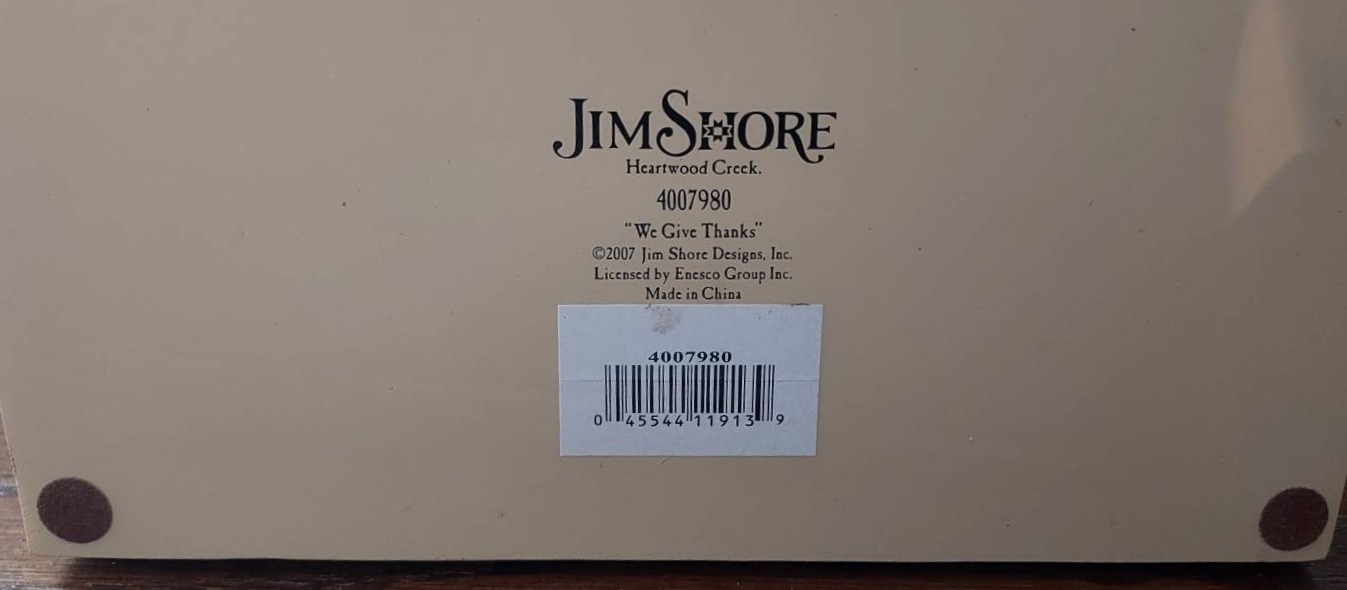 JIM SHORE
Heartwood Creek.
4007980
"We Give Thanks"
©2007 Jim Shore Designs, Inc.
Licensed by Enesco Group Inc.
Made in China
4007980
0 45544 11913 9